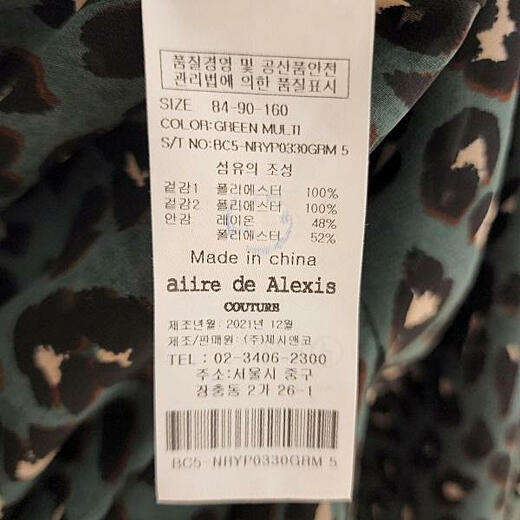 품질경영 및 공산품안전
관리법에 의한 품질표시
SIZE 84-90-160
COLOR:GREEN MULTI
S/T NO:BC5-NRYP0330GRM 5
섬유의 조성
겉감1 폴리에스터 100%
겉감2 폴리에스터 100%
안감 레이온 48%
폴리에스터 52%
Made in china
aiire de Alexis
COUTURE
제조년월 : 2021년 12월
제조/판매원 : (주)제시앤코
TEL : 02-3406-2300
주소:서울시 중구
장충동 2가 26-1
BC5-NRYP0330GRM 5